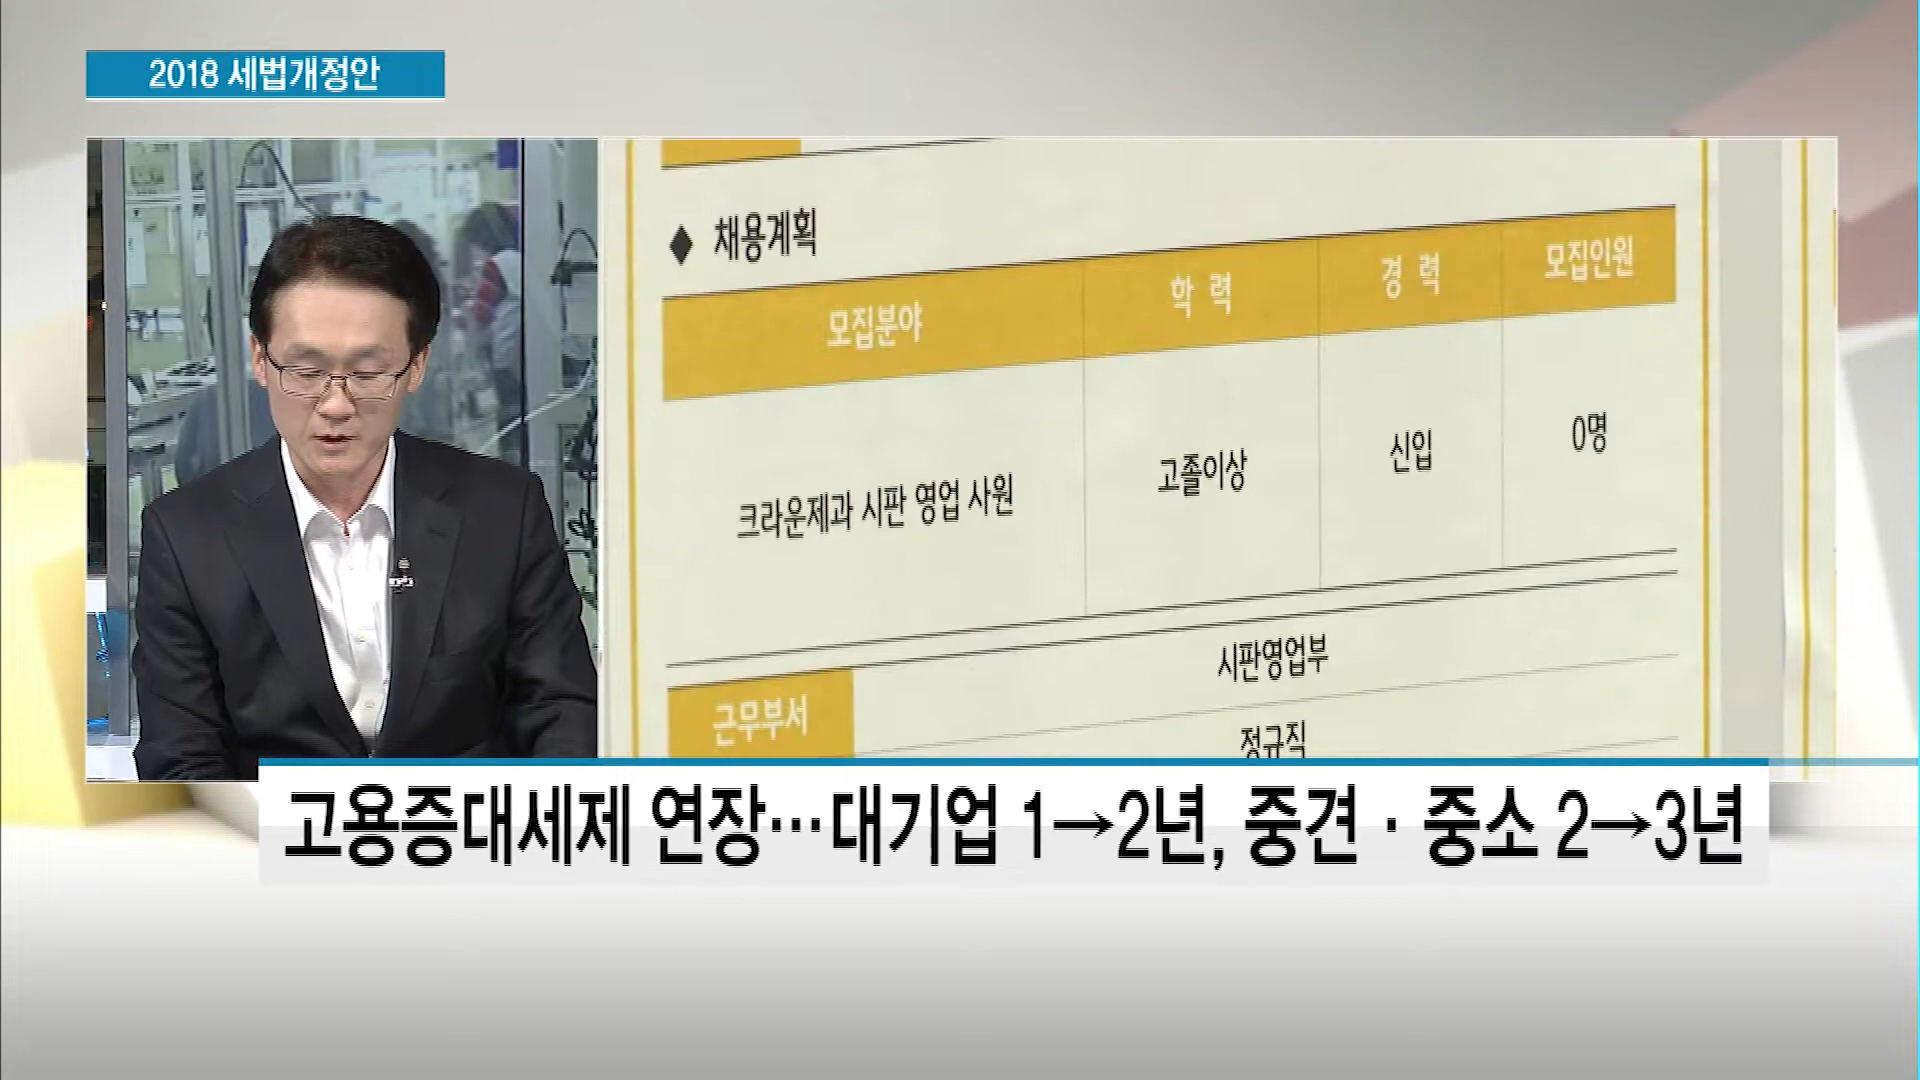 2018 세법개정안
◆ 채용계획
모집분야 학 력 경 력 모집인원
크라운제과 시판 영업 사원 고졸이상 신입 0명
시판영업부
근무부서
정규직
고용증대세제 연장…대기업 1→2년, 중견·중소 2→3년